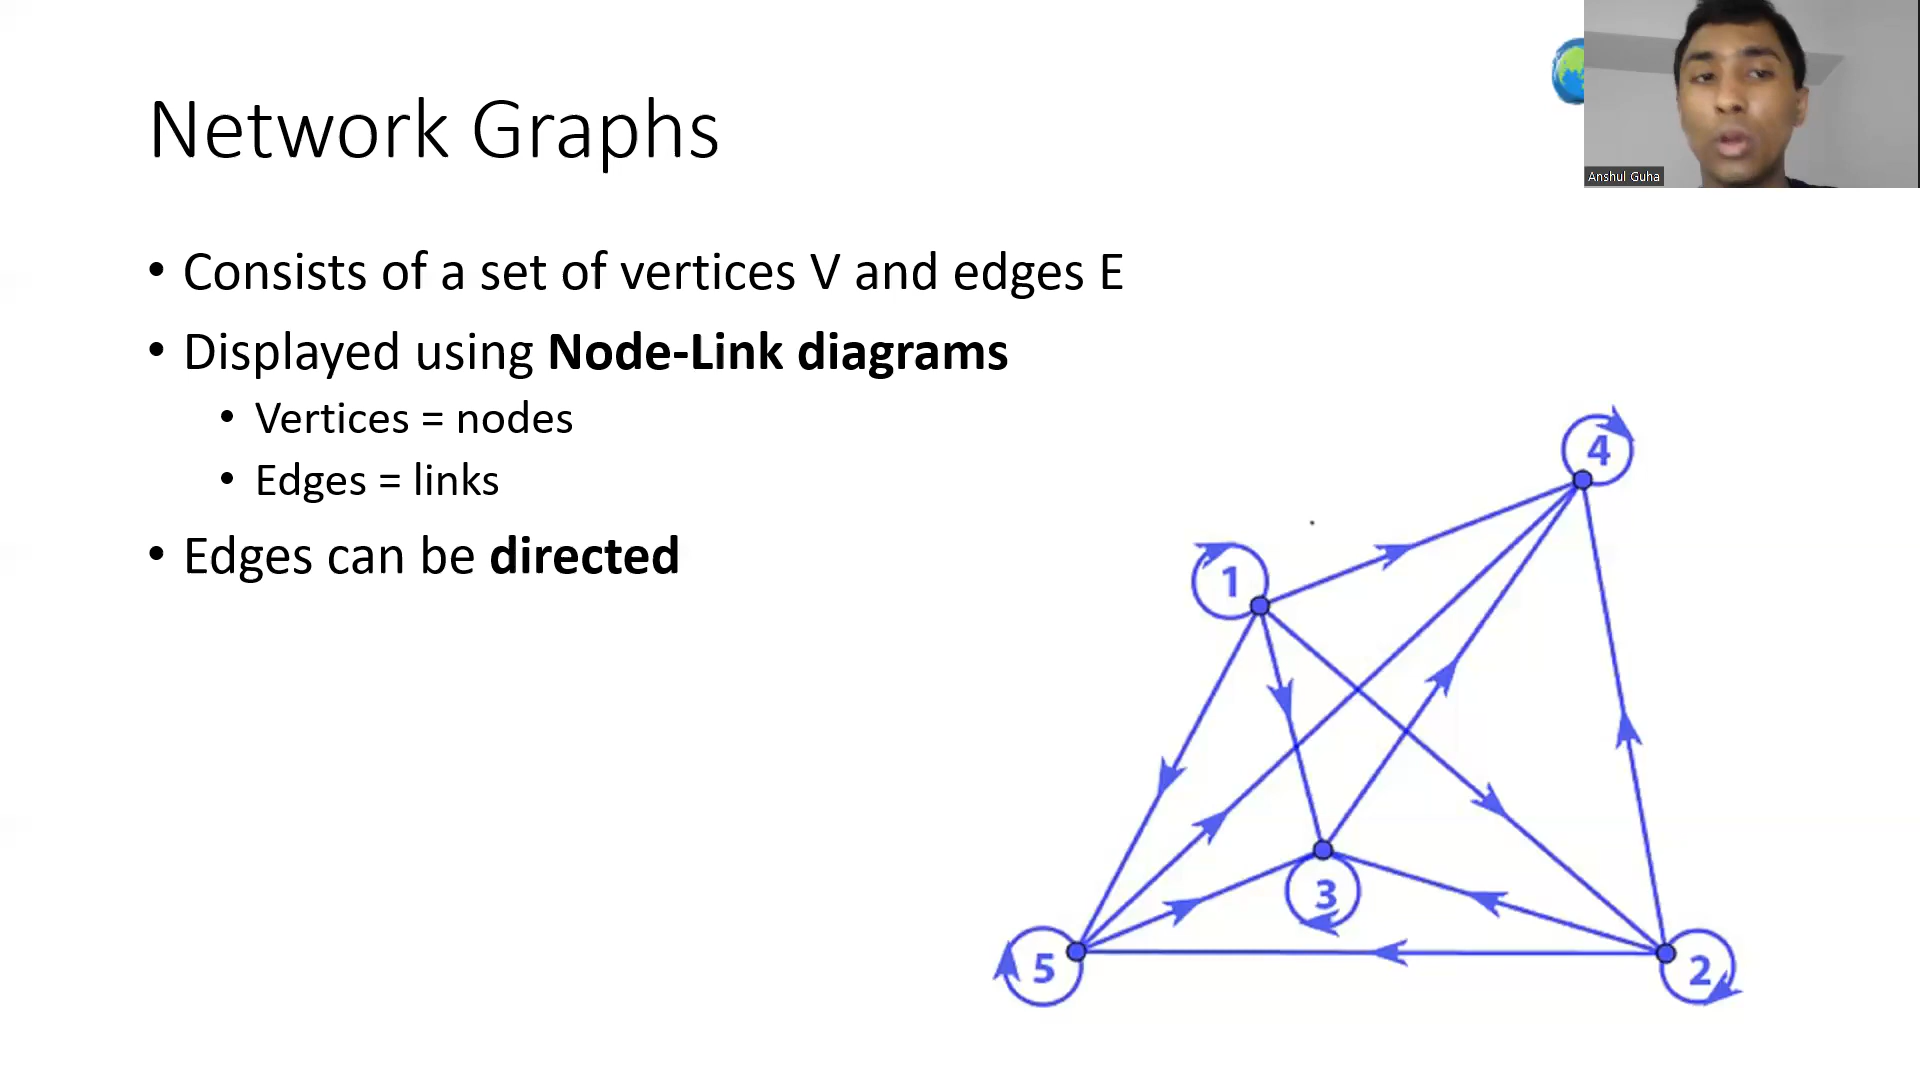 Network Graphs
Anshul Guha
• Consists of a set of vertices V and edges E
• Displayed using Node-Link diagrams
• Vertices = nodes
• Edges = links
• Edges can be directed
4
1
3
5
2